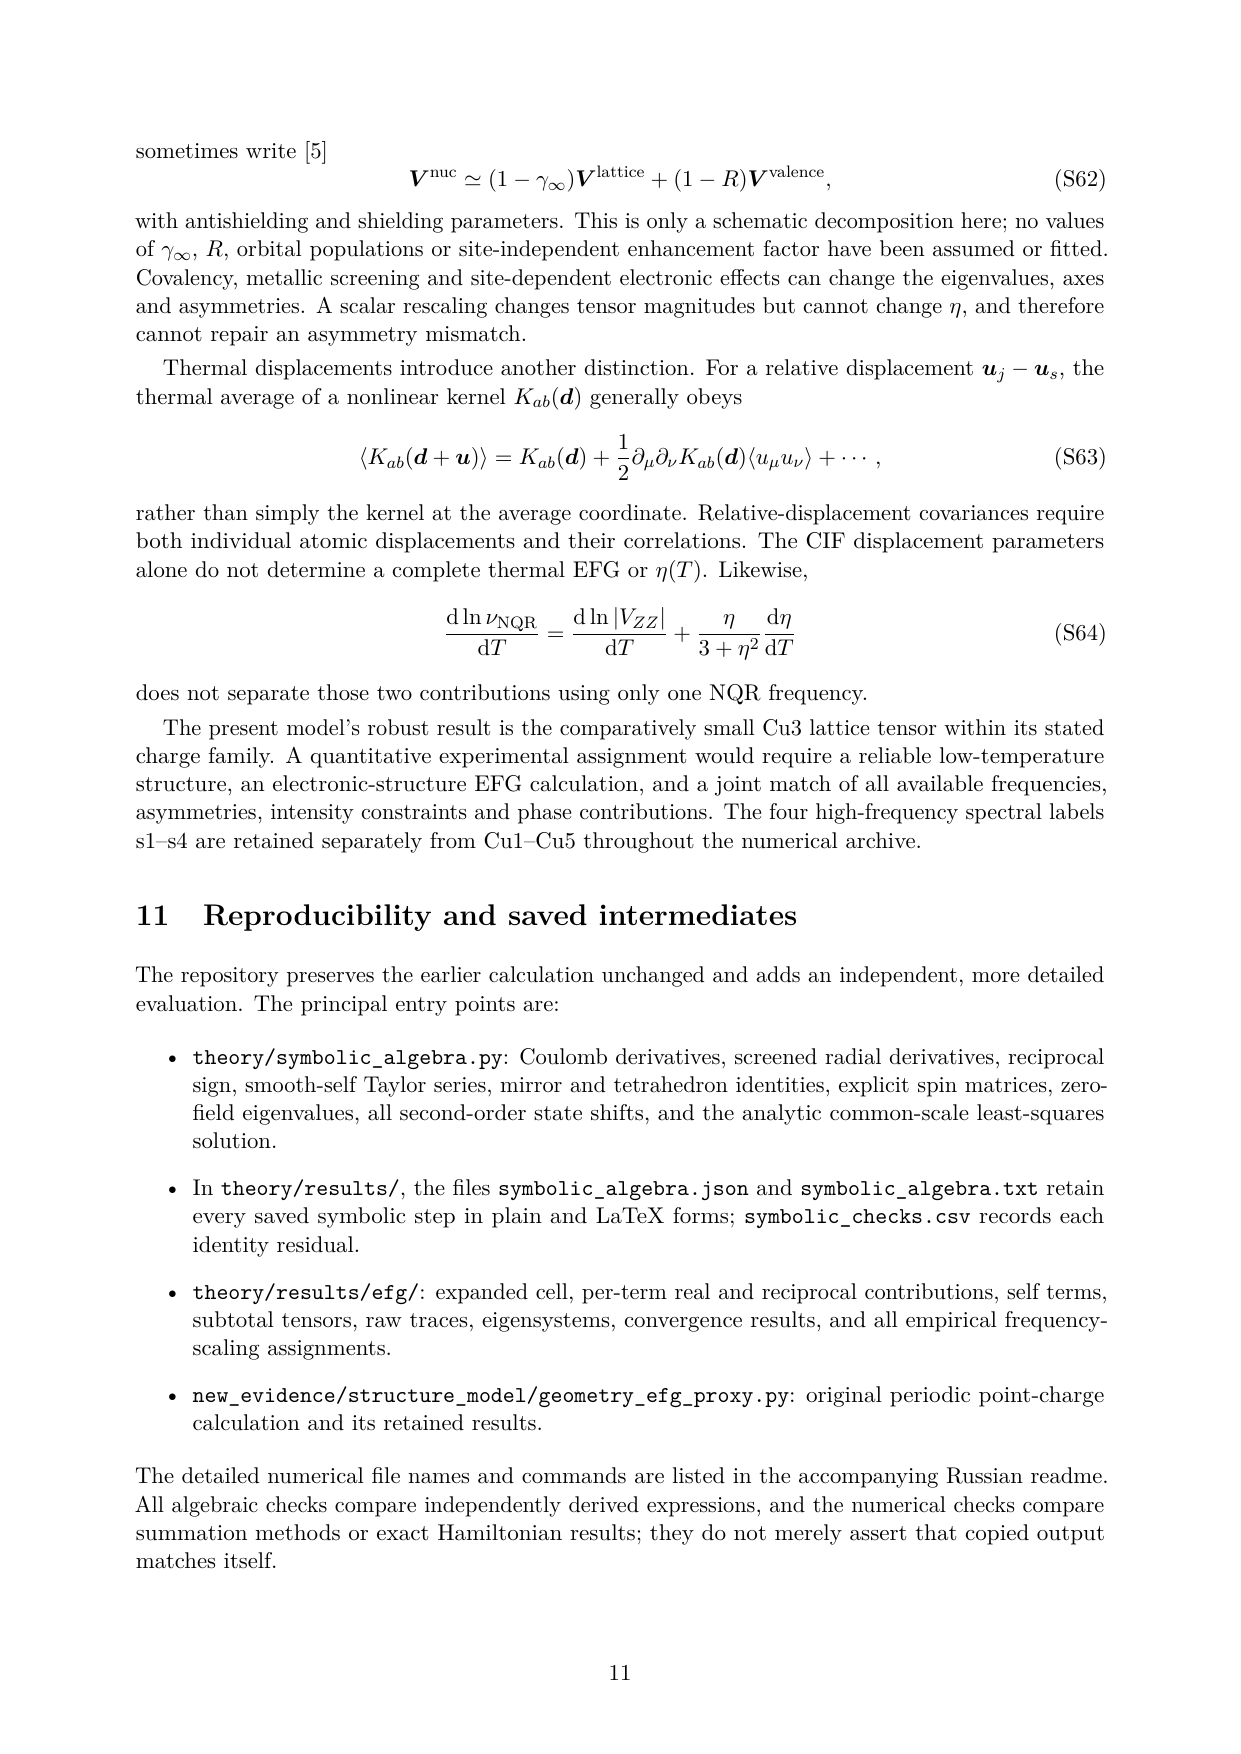 sometimes write [5]
V^nuc ≃ (1 − γ∞)V^lattice + (1 − R)V^valence, (S62)
with antishielding and shielding parameters. This is only a schematic decomposition here; no values
of γ∞, R, orbital populations or site-independent enhancement factor have been assumed or fitted.
Covalency, metallic screening and site-dependent electronic effects can change the eigenvalues, axes
and asymmetries. A scalar rescaling changes tensor magnitudes but cannot change η, and therefore
cannot repair an asymmetry mismatch.
Thermal displacements introduce another distinction. For a relative displacement u_j − u_s, the
thermal average of a nonlinear kernel K_ab(d) generally obeys
⟨K_ab(d + u)⟩ = K_ab(d) + 1/2 ∂_μ∂_νK_ab(d)⟨u_μu_ν⟩ + ··· , (S63)
rather than simply the kernel at the average coordinate. Relative-displacement covariances require
both individual atomic displacements and their correlations. The CIF displacement parameters
alone do not determine a complete thermal EFG or η(T). Likewise,
d ln ν_NQR/dT = d ln |V_ZZ|/dT + η/(3 + η²) dη/dT (S64)
does not separate those two contributions using only one NQR frequency.
The present model's robust result is the comparatively small Cu3 lattice tensor within its stated
charge family. A quantitative experimental assignment would require a reliable low-temperature
structure, an electronic-structure EFG calculation, and a joint match of all available frequencies,
asymmetries, intensity constraints and phase contributions. The four high-frequency spectral labels
s1–s4 are retained separately from Cu1–Cu5 throughout the numerical archive.
11 Reproducibility and saved intermediates
The repository preserves the earlier calculation unchanged and adds an independent, more detailed
evaluation. The principal entry points are:
• theory/symbolic_algebra.py: Coulomb derivatives, screened radial derivatives, reciprocal
sign, smooth-self Taylor series, mirror and tetrahedron identities, explicit spin matrices, zero-
field eigenvalues, all second-order state shifts, and the analytic common-scale least-squares
solution.
• In theory/results/, the files symbolic_algebra.json and symbolic_algebra.txt retain
every saved symbolic step in plain and LaTeX forms; symbolic_checks.csv records each
identity residual.
• theory/results/efg/: expanded cell, per-term real and reciprocal contributions, self terms,
subtotal tensors, raw traces, eigensystems, convergence results, and all empirical frequency-
scaling assignments.
• new_evidence/structure_model/geometry_efg_proxy.py: original periodic point-charge
calculation and its retained results.
The detailed numerical file names and commands are listed in the accompanying Russian readme.
All algebraic checks compare independently derived expressions, and the numerical checks compare
summation methods or exact Hamiltonian results; they do not merely assert that copied output
matches itself.
11